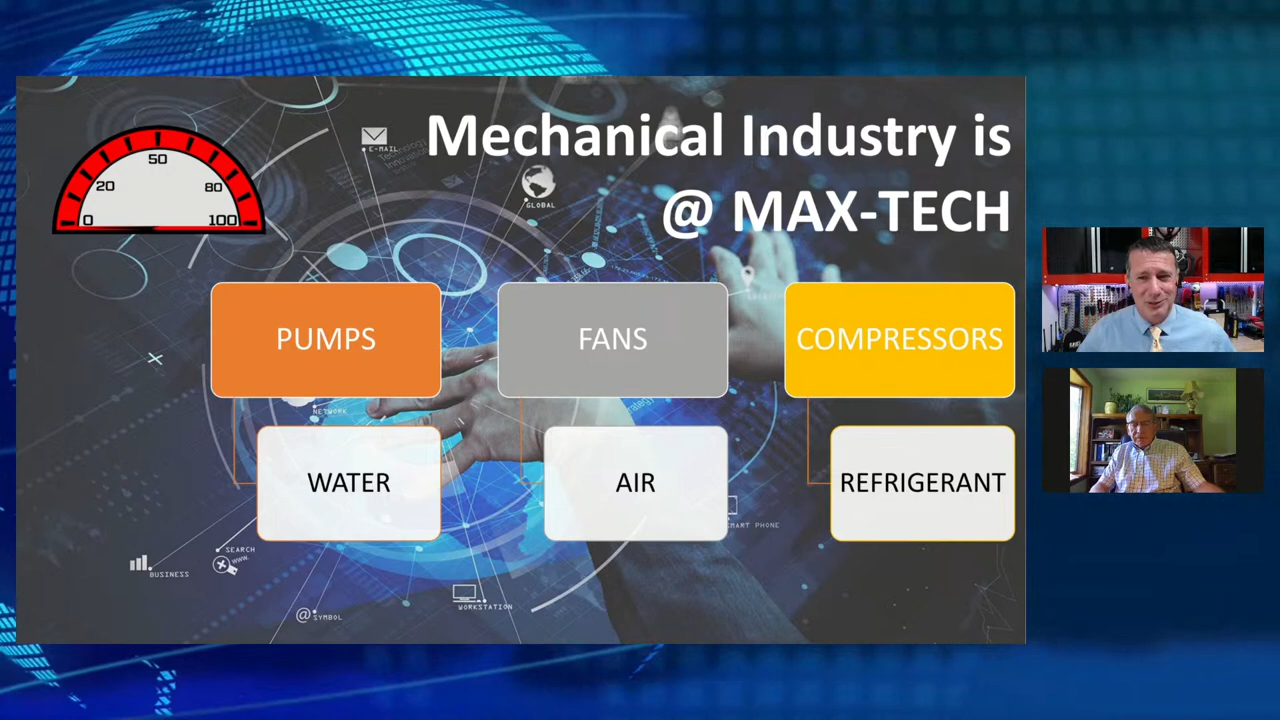 Mechanical Industry is
@ MAX-TECH
0
20
50
80
100
E-MAIL
GLOBAL
PUMPS
FANS
COMPRESSORS
NETWORK
WATER
AIR
REFRIGERANT
SMART PHONE
SEARCH
WWW.
BUSINESS
WORKSTATION
@ SYMBOL